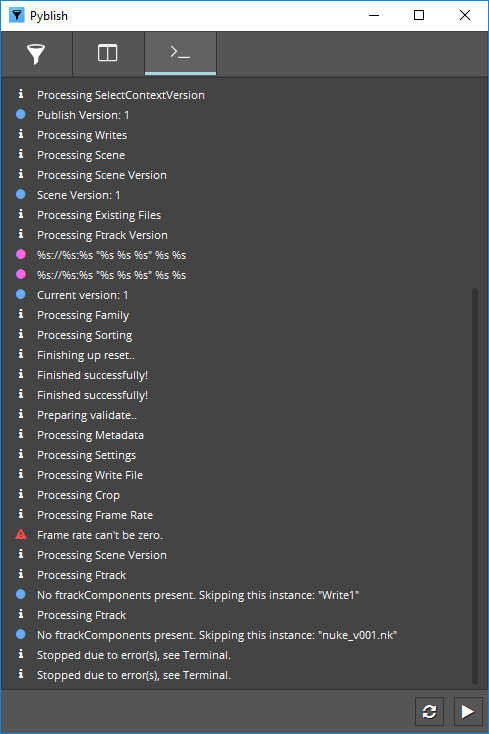 Pyblish
Processing SelectContextVersion
Publish Version: 1
Processing Writes
Processing Scene
Processing Scene Version
Scene Version: 1
Processing Existing Files
Processing Ftrack Version
%s://%s:%s "%s %s %s" %s %s
%s://%s:%s "%s %s %s" %s %s
Current version: 1
Processing Family
Processing Sorting
Finishing up reset..
Finished successfully!
Finished successfully!
Preparing validate..
Processing Metadata
Processing Settings
Processing Write File
Processing Crop
Processing Frame Rate
Frame rate can't be zero.
Processing Scene Version
Processing Ftrack
No ftrackComponents present. Skipping this instance: "Write1"
Processing Ftrack
No ftrackComponents present. Skipping this instance: "nuke_v001.nk"
Stopped due to error(s), see Terminal.
Stopped due to error(s), see Terminal.